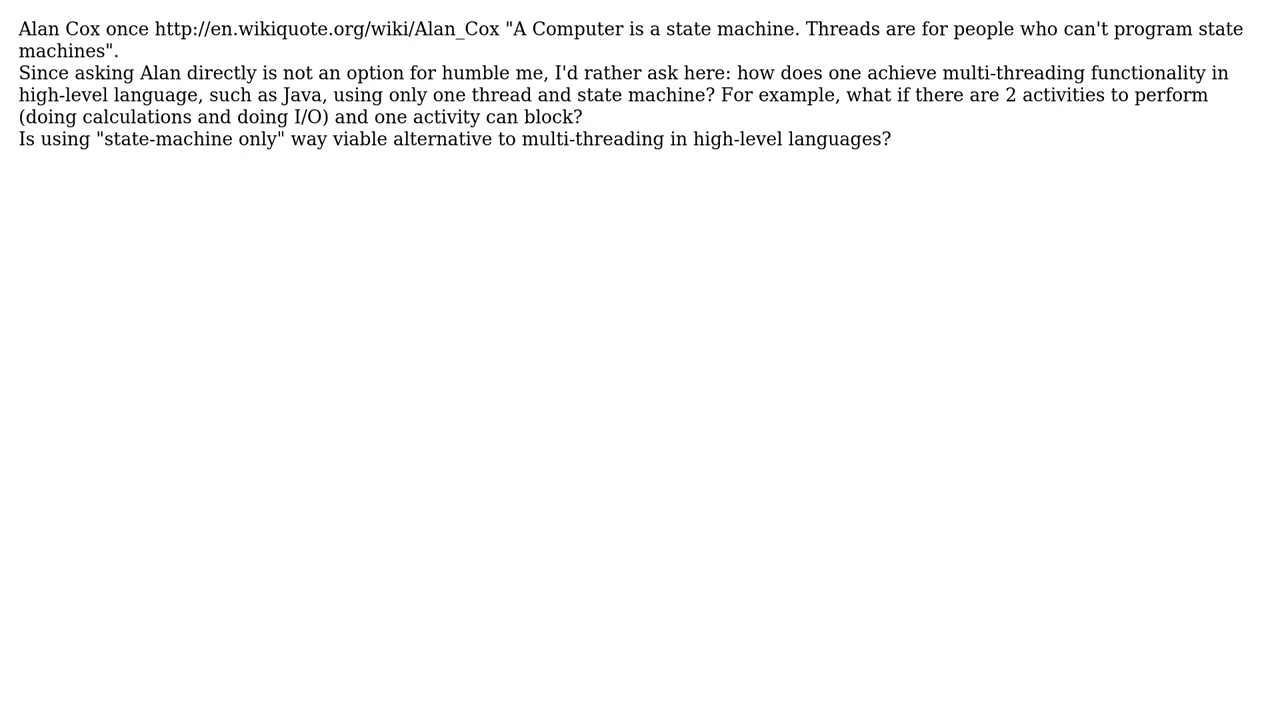 Alan Cox once http://en.wikiquote.org/wiki/Alan_Cox "A Computer is a state machine. Threads are for people who can't program state
machines".
Since asking Alan directly is not an option for humble me, I'd rather ask here: how does one achieve multi-threading functionality in
high-level language, such as Java, using only one thread and state machine? For example, what if there are 2 activities to perform
(doing calculations and doing I/O) and one activity can block?
Is using "state-machine only" way viable alternative to multi-threading in high-level languages?